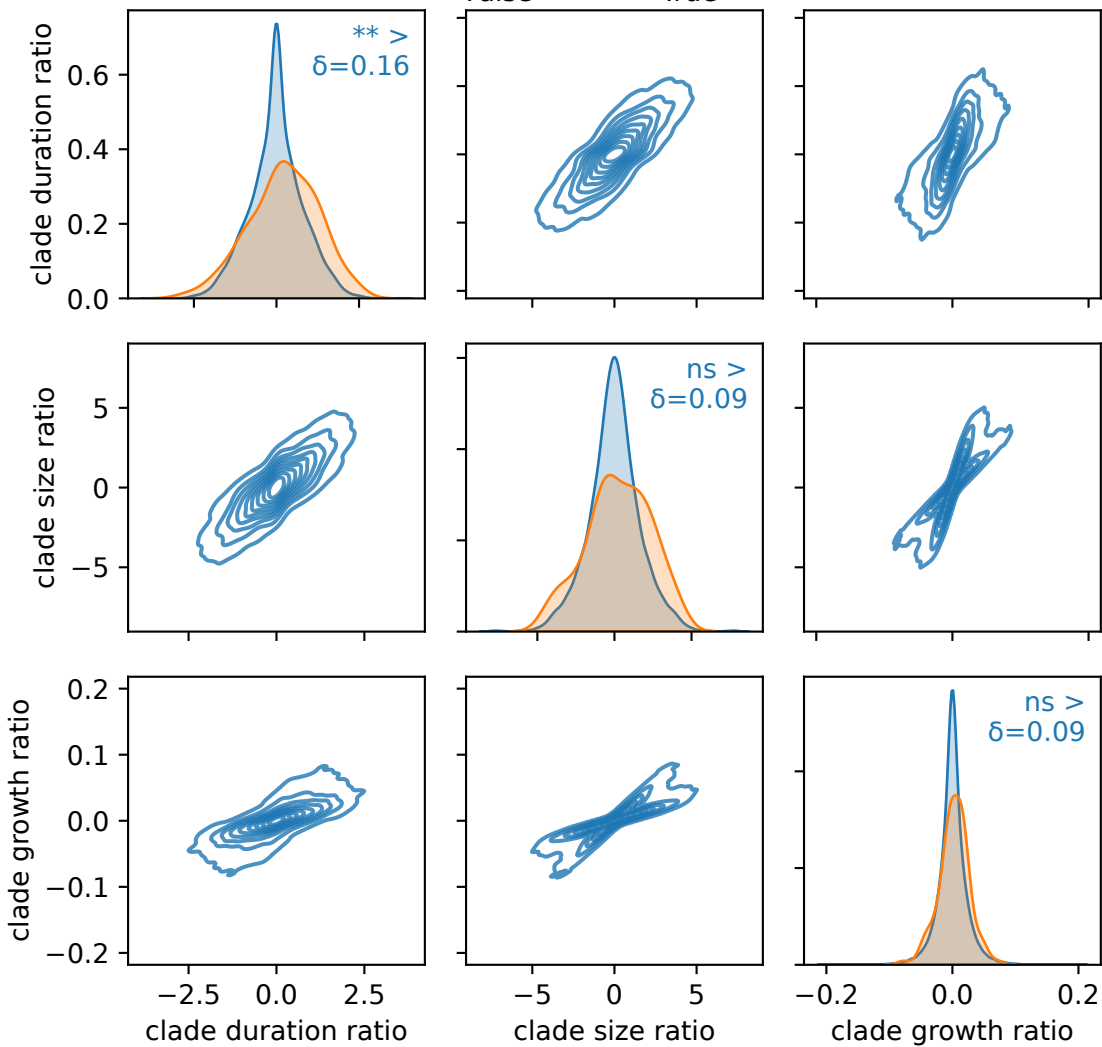 clade duration ratio
0.6
0.4
0.2
0.0
** >
δ=0.16
clade size ratio
5
0
−5
ns >
δ=0.09
clade growth ratio
0.2
0.1
0.0
−0.1
−0.2
ns >
δ=0.09
−2.5 0.0 2.5
−5 0 5
−0.2 0.0 0.2
clade duration ratio
clade size ratio
clade growth ratio